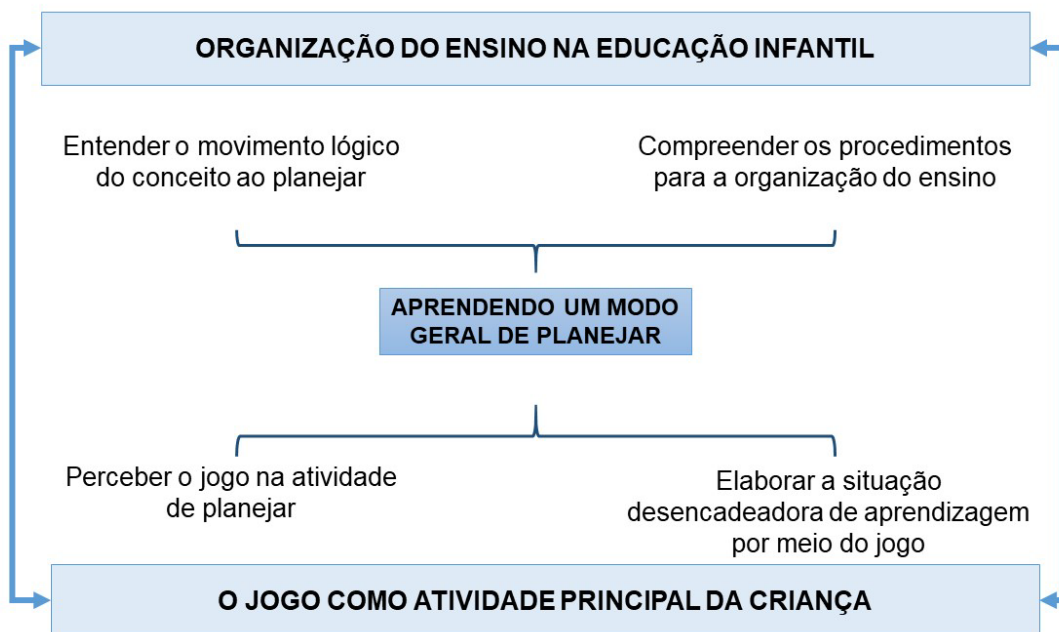 ORGANIZAÇÃO DO ENSINO NA EDUCAÇÃO INFANTIL
Entender o movimento lógico
do conceito ao planejar
Compreender os procedimentos
para a organização do ensino
APRENDENDO UM MODO
GERAL DE PLANEJAR
Perceber o jogo na atividade
de planejar
Elaborar a situação
desencadeadora de aprendizagem
por meio do jogo
O JOGO COMO ATIVIDADE PRINCIPAL DA CRIANÇA